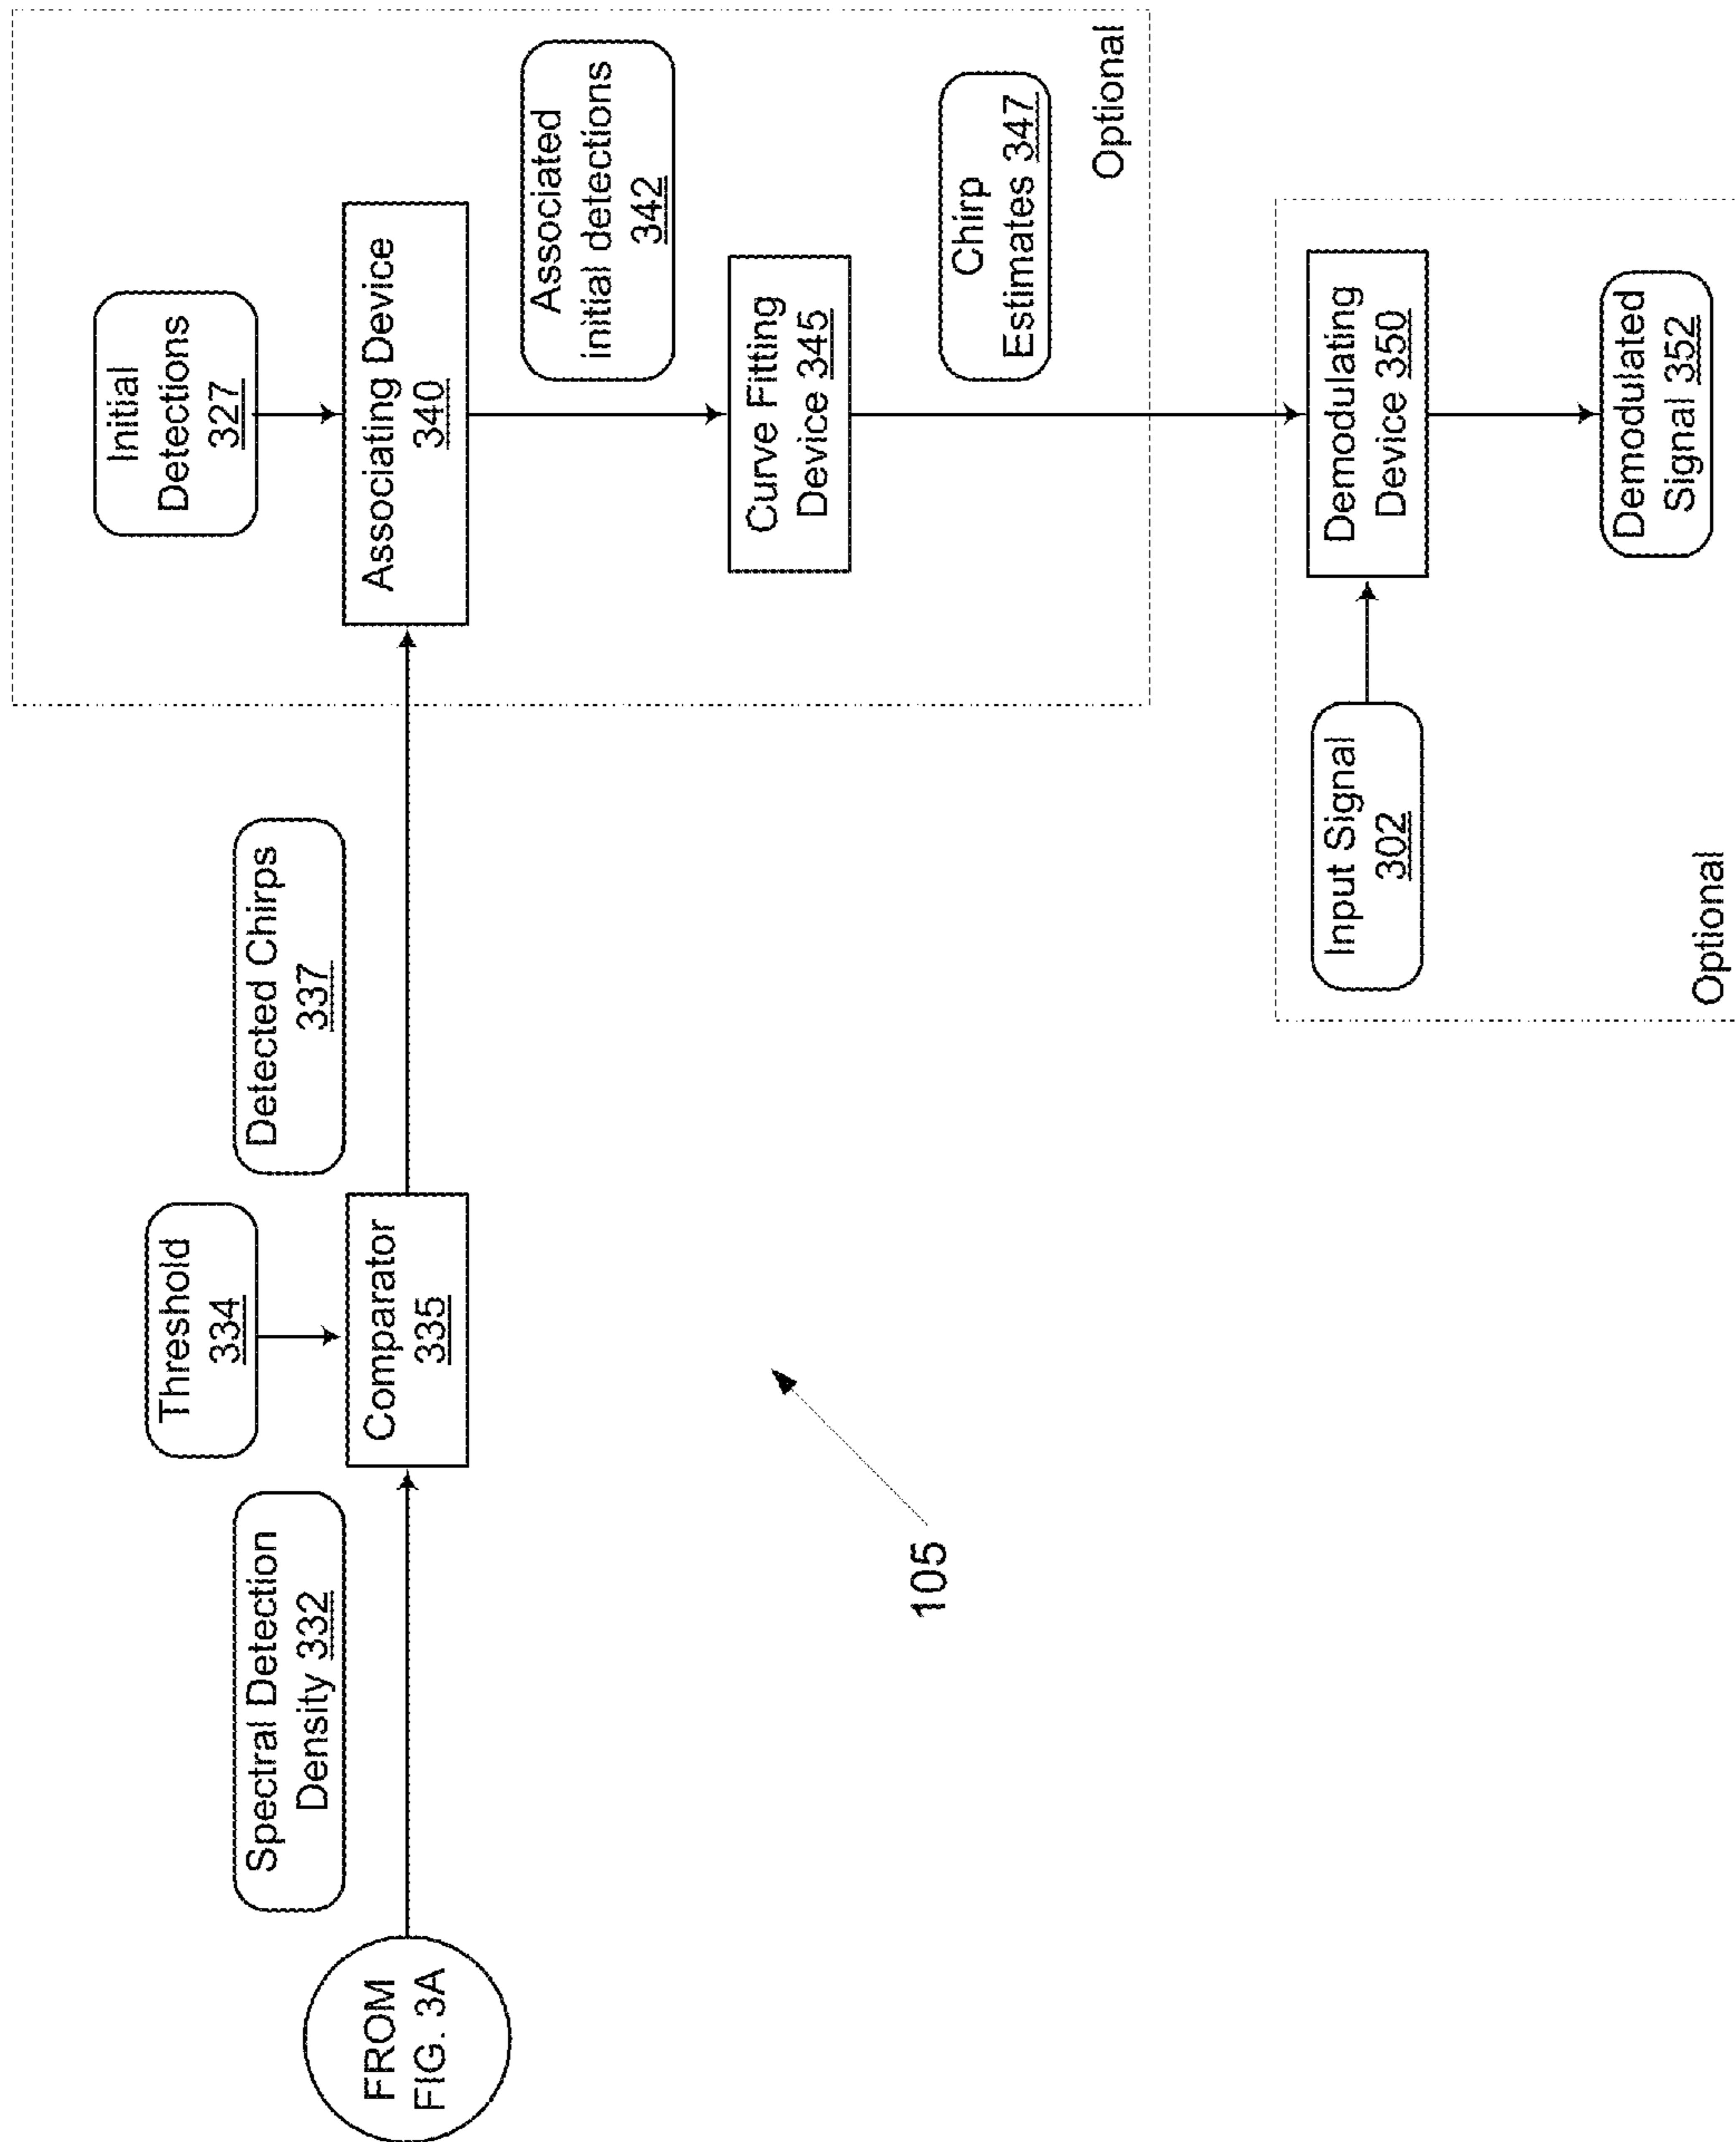 FROM
FIG. 3A
Spectral Detection
Density 332
Threshold
334
Comparator
335
Detected Chirps
337
Initial
Detections
327
Associating Device
340
Associated
initial detections
342
Curve Fitting
Device 345
Chirp
Estimates 347
Optional
Input Signal
302
Demodulating
Device 350
Demodulated
Signal 352
Optional
105